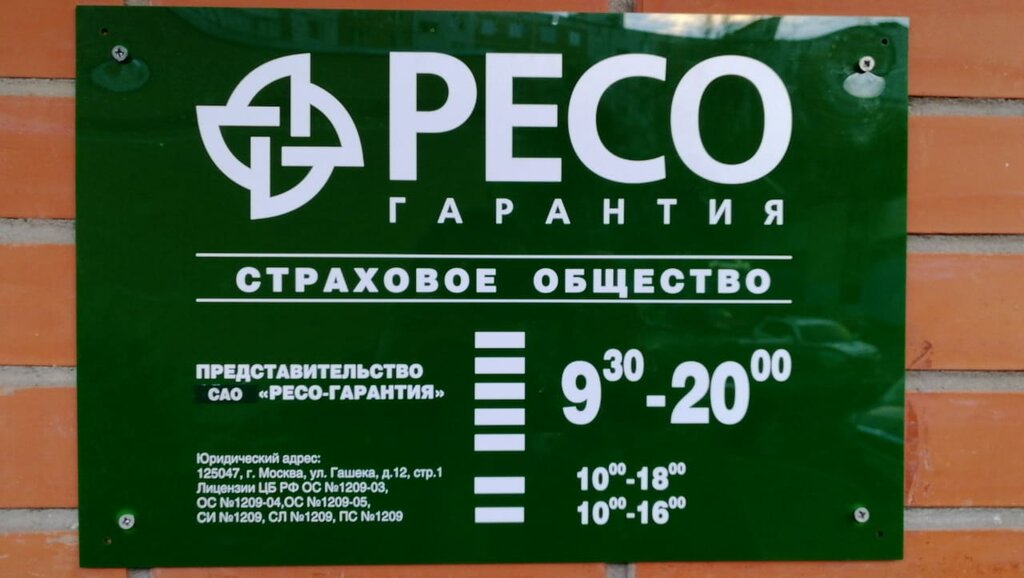 РЕСО
ГАРАНТИЯ
СТРАХОВОЕ ОБЩЕСТВО
ПРЕДСТАВИТЕЛЬСТВО
САО «РЕСО-ГАРАНТИЯ»
9³⁰-20⁰⁰
Юридический адрес:
125047, г. Москва, ул. Гашека, д.12, стр.1
Лицензии ЦБ РФ ОС №1209-03,
ОС №1209-04,ОС №1209-05,
СИ №1209, СЛ №1209, ПС №1209
10⁰⁰-18⁰⁰
10⁰⁰-16⁰⁰